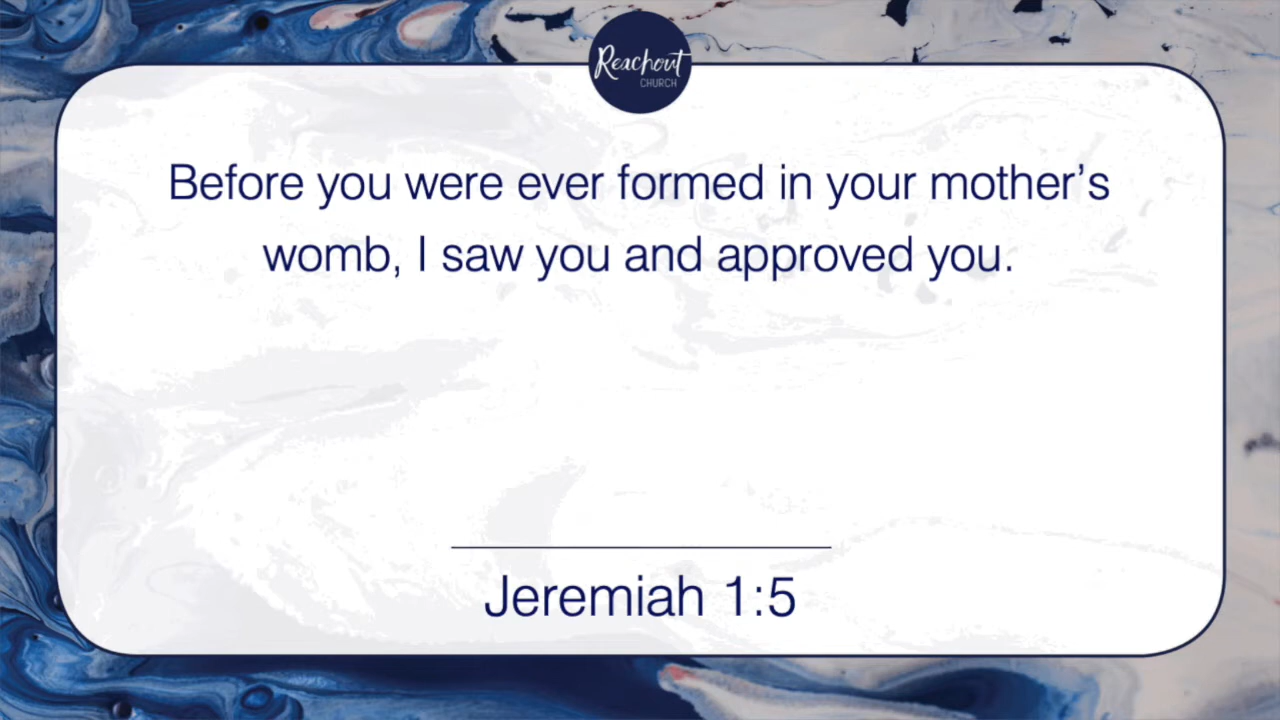 Reachout
CHURCH
Before you were ever formed in your mother’s
womb, I saw you and approved you.
Jeremiah 1:5